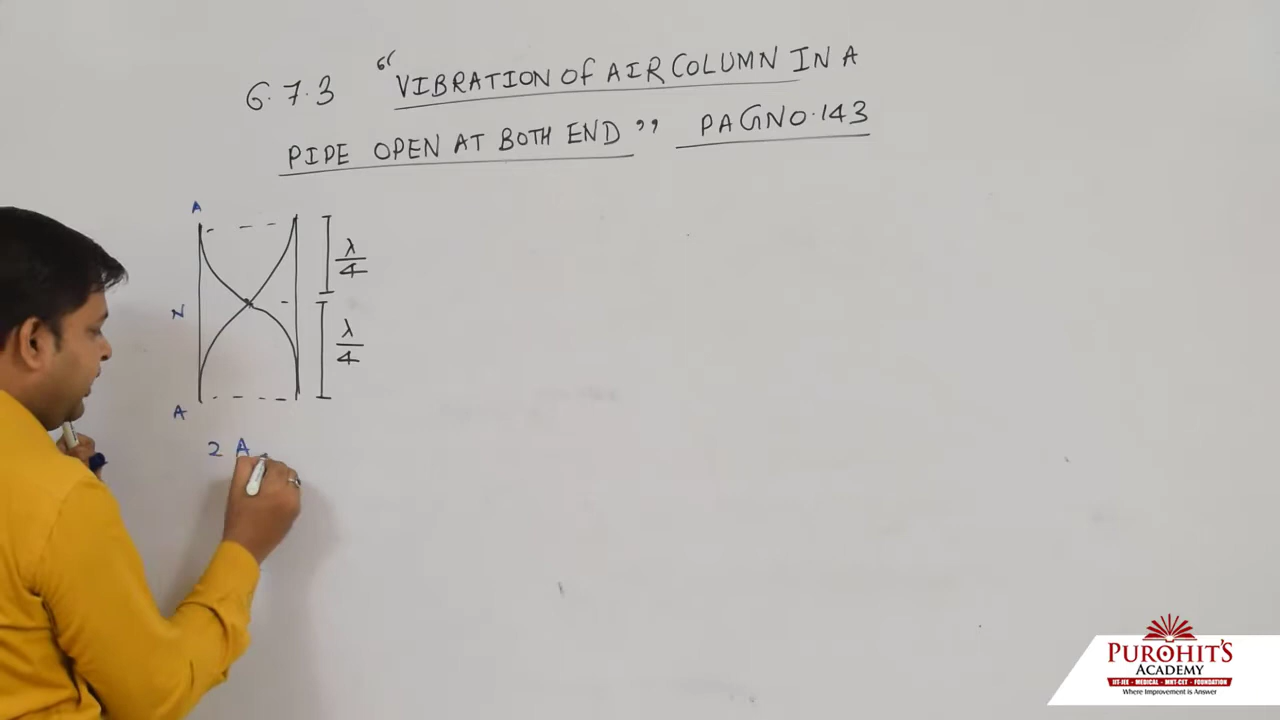 6.7.3 “VIBRATION OF AIR COLUMN IN A
PIPE OPEN AT BOTH END” PAGNO.143
A
λ/4
N
λ/4
A
2 A
PUROHIT'S
ACADEMY
IIT-JEE - MEDICAL - MHT-CET - FOUNDATION
Where Improvement is Answer